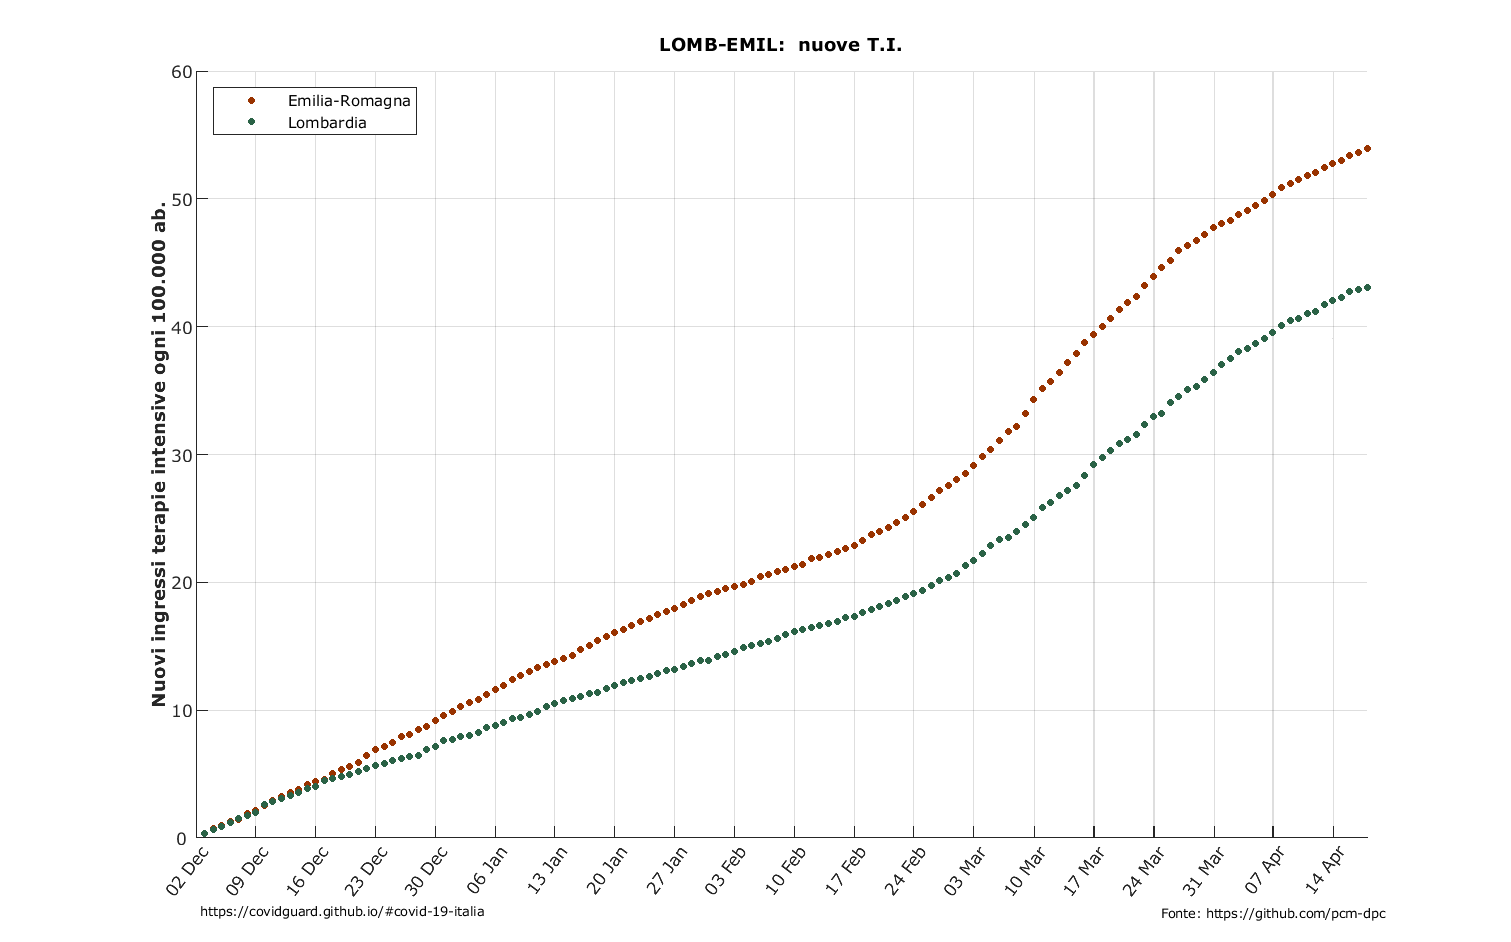 LOMB-EMIL:  nuove T.I.
Emilia-Romagna
Lombardia
Nuovi ingressi terapie intensive ogni 100.000 ab.
60
50
40
30
20
10
0
02 Dec
09 Dec
16 Dec
23 Dec
30 Dec
06 Jan
13 Jan
20 Jan
27 Jan
03 Feb
10 Feb
17 Feb
24 Feb
03 Mar
10 Mar
17 Mar
24 Mar
31 Mar
07 Apr
14 Apr
https://covidguard.github.io/#covid-19-italia
Fonte: https://github.com/pcm-dpc